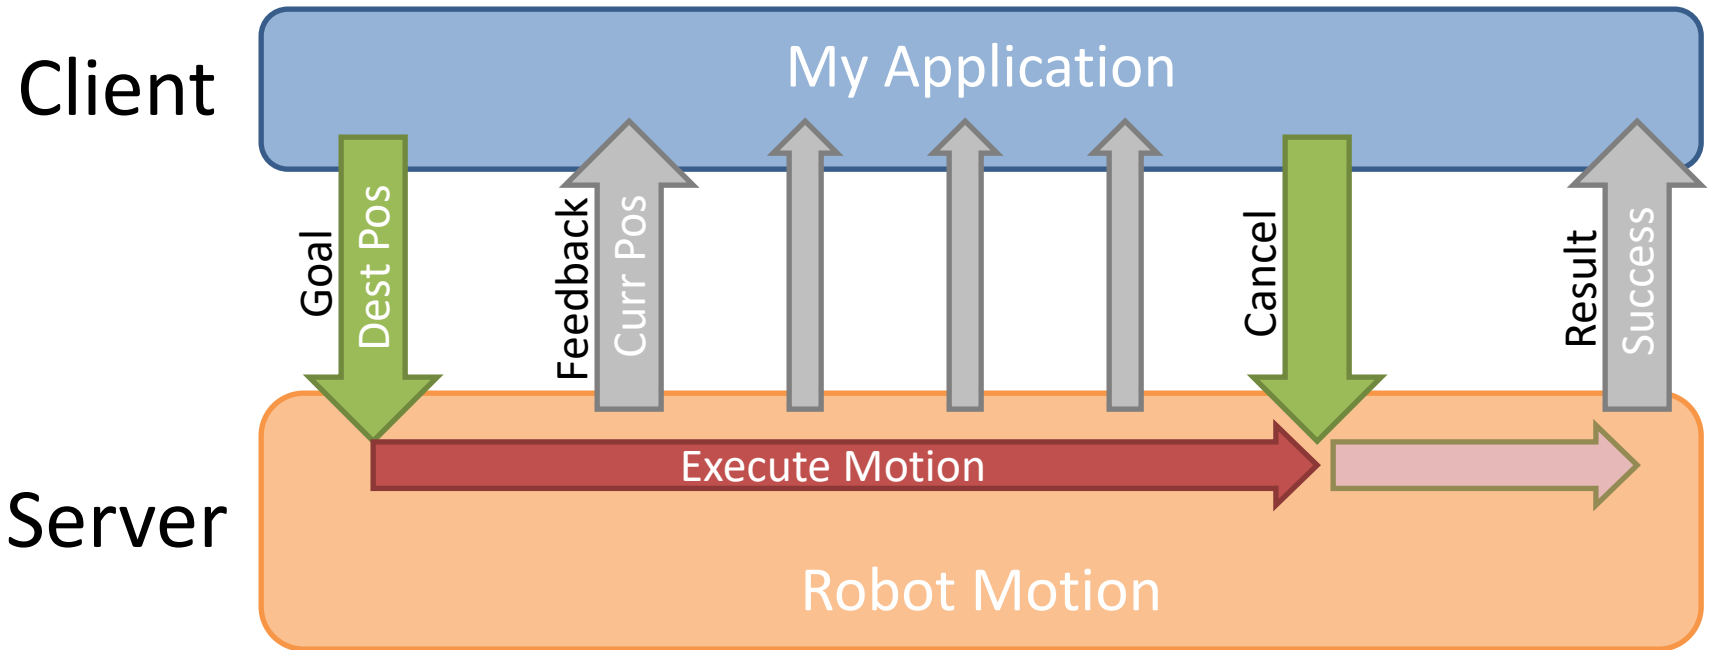 Client
My Application
Goal
Dest Pos
Feedback
Curr Pos
Cancel
Result
Success
Execute Motion
Server
Robot Motion